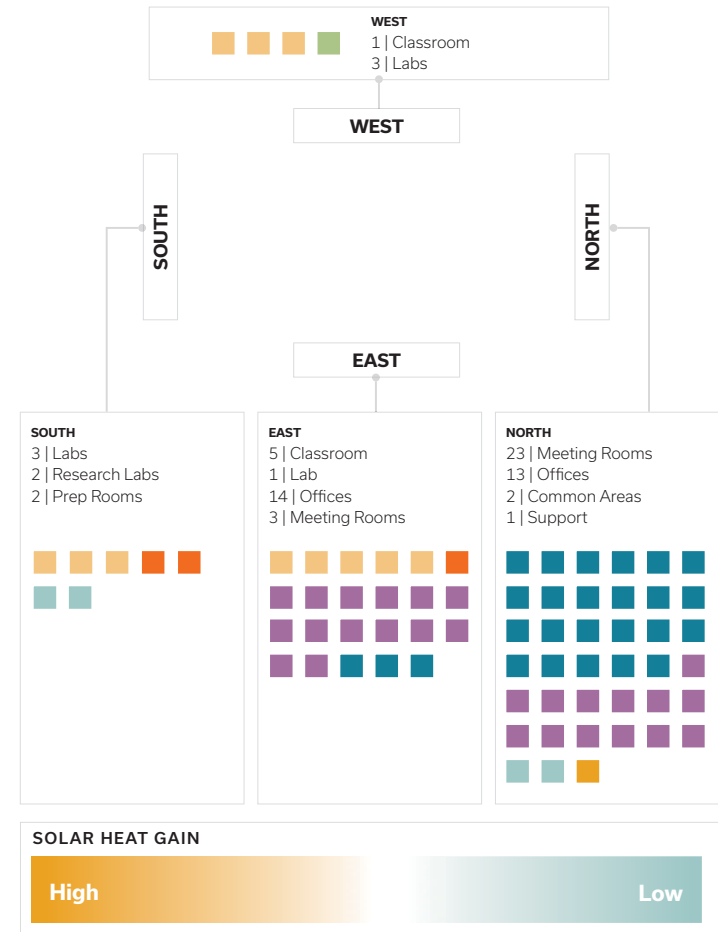 WEST
1 | Classroom
3 | Labs
WEST
SOUTH
NORTH
EAST
SOUTH
3 | Labs
2 | Research Labs
2 | Prep Rooms
EAST
5 | Classroom
1 | Lab
14 | Offices
3 | Meeting Rooms
NORTH
23 | Meeting Rooms
13 | Offices
2 | Common Areas
1 | Support
SOLAR HEAT GAIN
High
Low